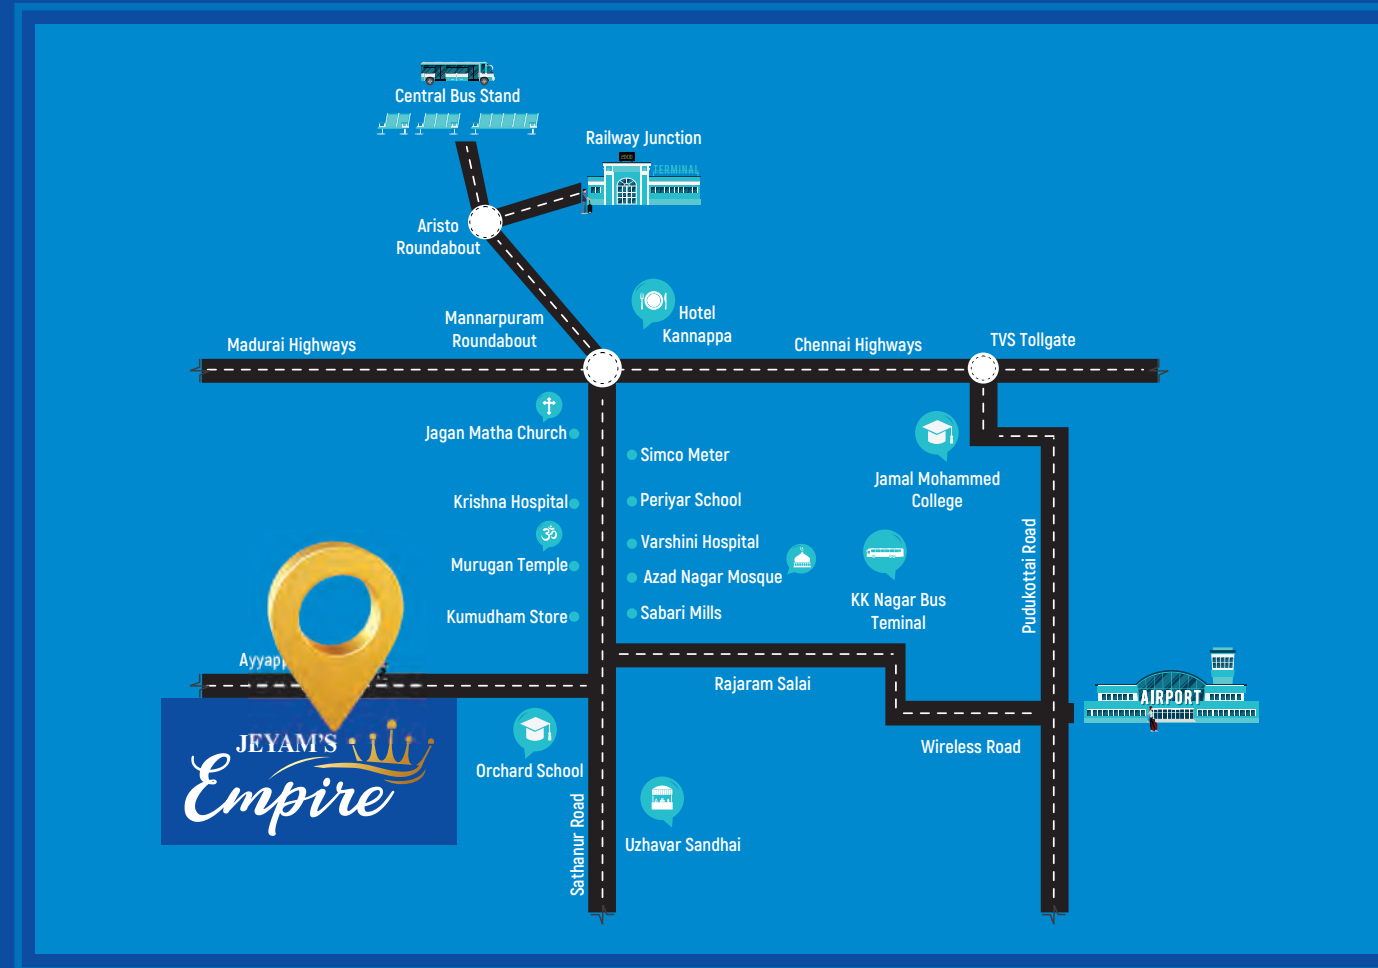 Central Bus Stand
Railway Junction
FOOD
TERMINAL
Aristo
Roundabout
Hotel
Kannappa
Mannarpuram
Roundabout
Madurai Highways
Chennai Highways
TVS Tollgate
Jagan Matha Church
Simco Meter
Krishna Hospital
Periyar School
Jamal Mohammed
College
ॐ
Varshini Hospital
Murugan Temple
Azad Nagar Mosque
KK Nagar Bus
Teminal
Kumudham Store
Sabari Mills
Pudukottai Road
Rajaram Salai
AIRPORT
Wireless Road
JEYAM'S
Empire
Orchard School
Sathanur Road
Uzhavar Sandhai